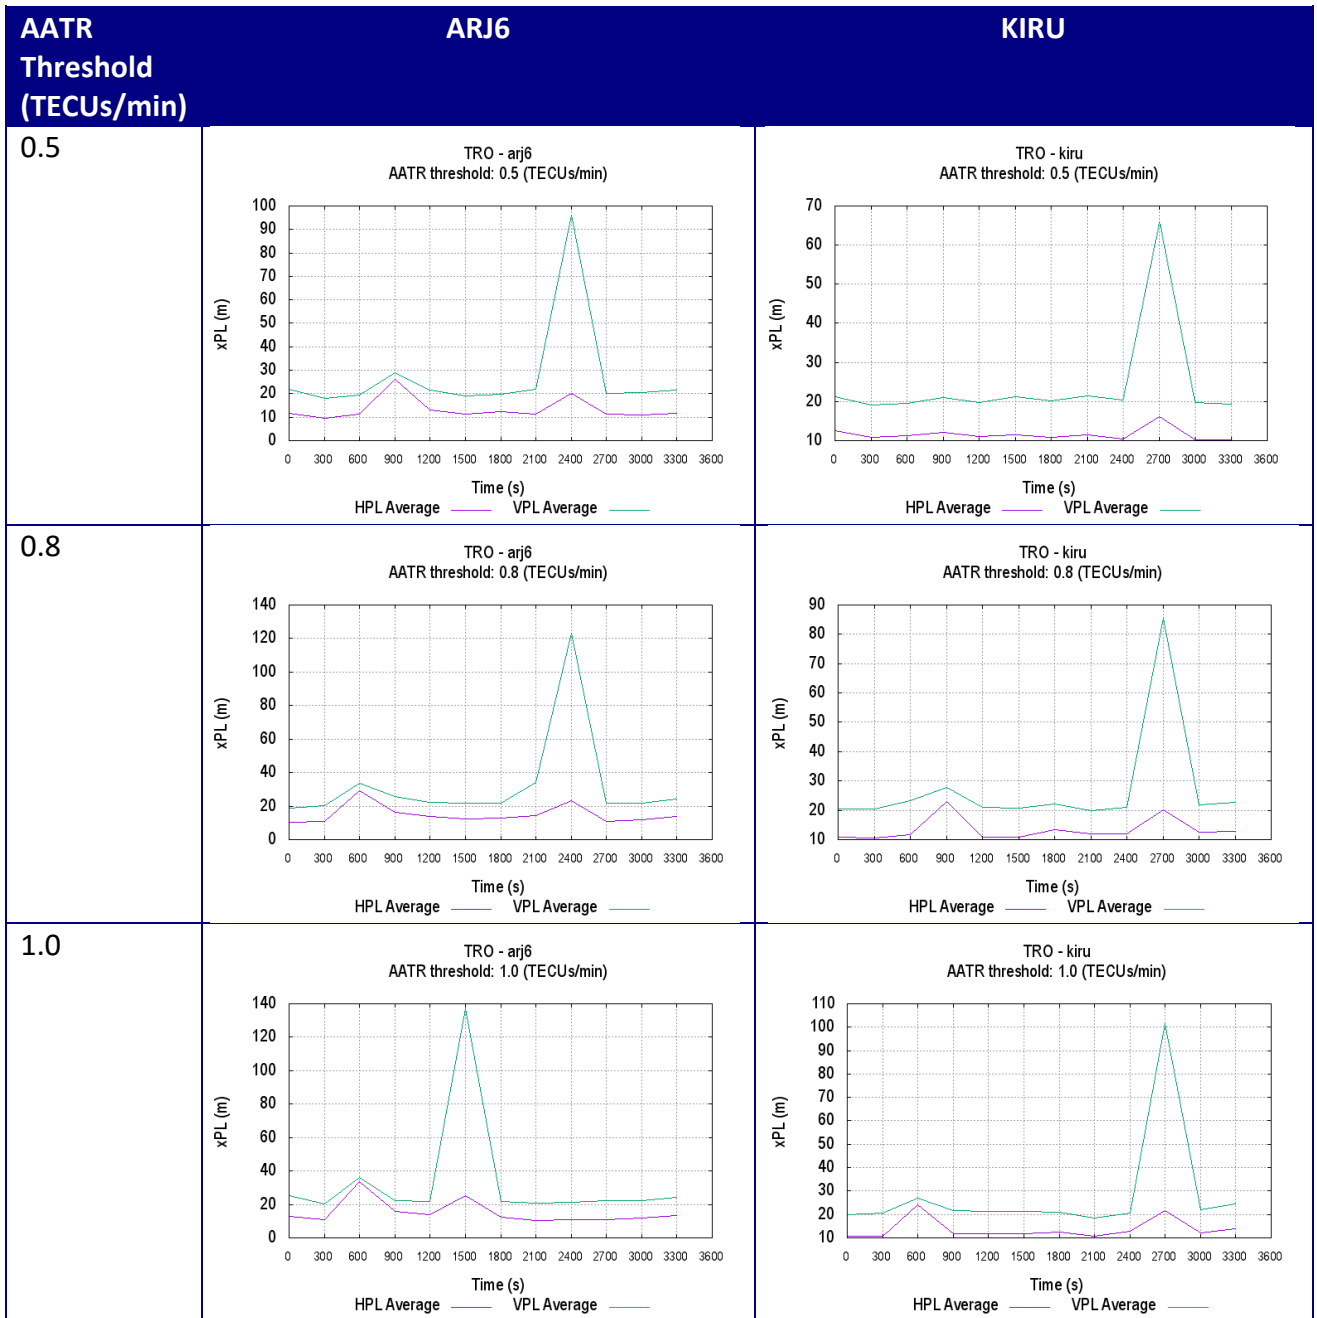 AATR Threshold (TECUs/min)
ARJ6
KIRU
0.5
TRO - arj6
AATR threshold: 0.5 (TECUs/min)
100
90
80
70
60
50
40
30
20
10
0
xPL (m)
0 300 600 900 1200 1500 1800 2100 2400 2700 3000 3300 3600
Time (s)
HPL Average VPL Average
TRO - kiru
AATR threshold: 0.5 (TECUs/min)
70
60
50
40
30
20
10
xPL (m)
0 300 600 900 1200 1500 1800 2100 2400 2700 3000 3300 3600
Time (s)
HPL Average VPL Average
0.8
TRO - arj6
AATR threshold: 0.8 (TECUs/min)
140
120
100
80
60
40
20
0
xPL (m)
0 300 600 900 1200 1500 1800 2100 2400 2700 3000 3300 3600
Time (s)
HPL Average VPL Average
TRO - kiru
AATR threshold: 0.8 (TECUs/min)
90
80
70
60
50
40
30
20
10
xPL (m)
0 300 600 900 1200 1500 1800 2100 2400 2700 3000 3300 3600
Time (s)
HPL Average VPL Average
1.0
TRO - arj6
AATR threshold: 1.0 (TECUs/min)
140
120
100
80
60
40
20
0
xPL (m)
0 300 600 900 1200 1500 1800 2100 2400 2700 3000 3300 3600
Time (s)
HPL Average VPL Average
TRO - kiru
AATR threshold: 1.0 (TECUs/min)
110
100
90
80
70
60
50
40
30
20
10
xPL (m)
0 300 600 900 1200 1500 1800 2100 2400 2700 3000 3300 3600
Time (s)
HPL Average VPL Average